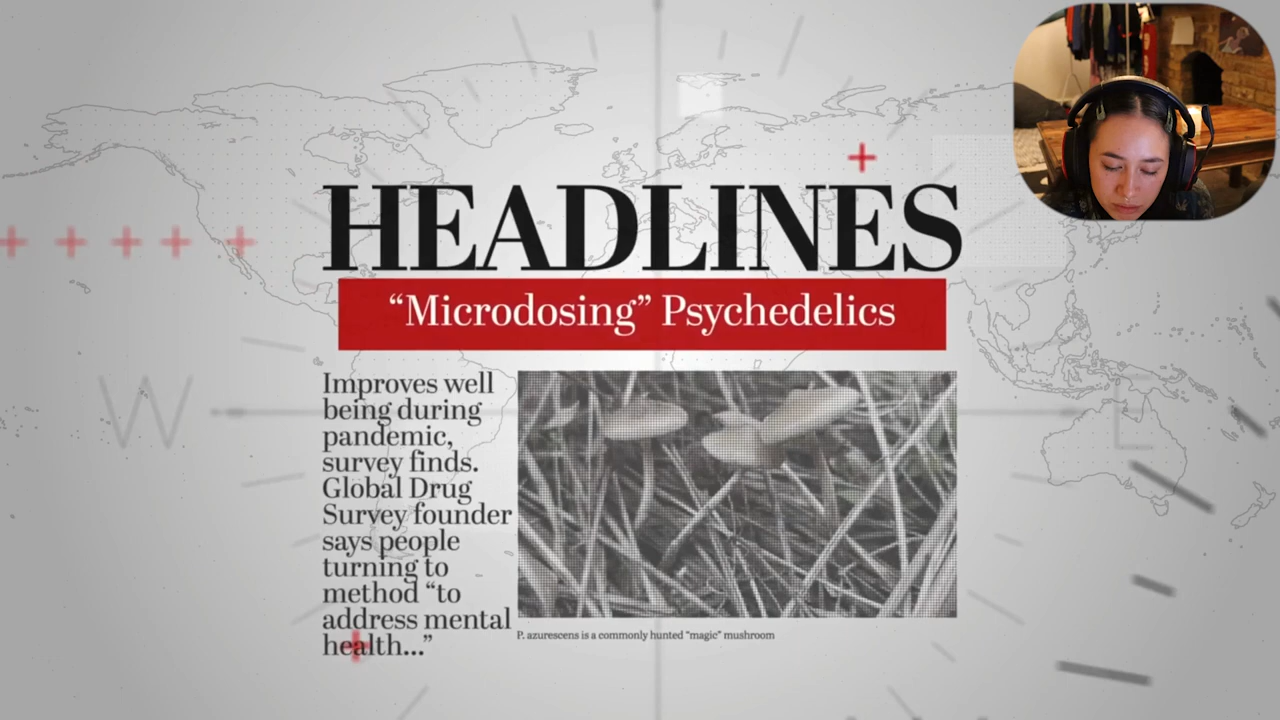 HEADLINES
“Microdosing” Psychedelics
Improves well
being during
pandemic,
survey finds.
Global Drug
Survey founder
says people
turning to
method “to
address mental
health...”
P. azurescens is a commonly hunted “magic” mushroom
W
E